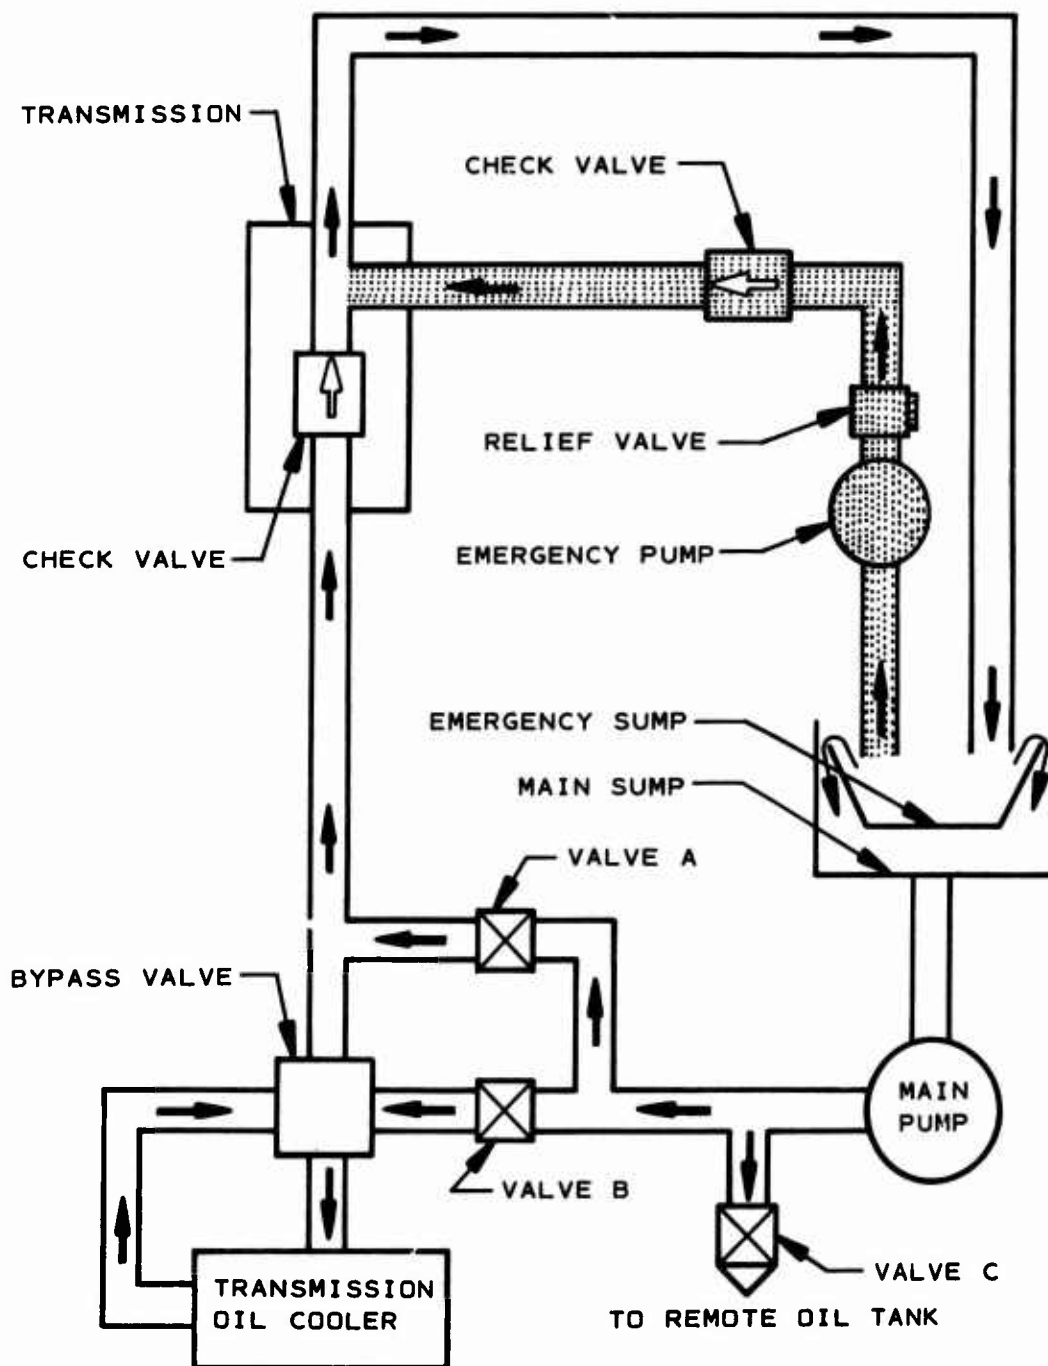 TRANSMISSION
CHECK VALVE
RELIEF VALVE
CHECK VALVE
EMERGENCY PUMP
EMERGENCY SUMP
MAIN SUMP
VALVE A
BYPASS VALVE
MAIN
PUMP
VALVE B
TRANSMISSION
OIL COOLER
VALVE C
TO REMOTE OIL TANK